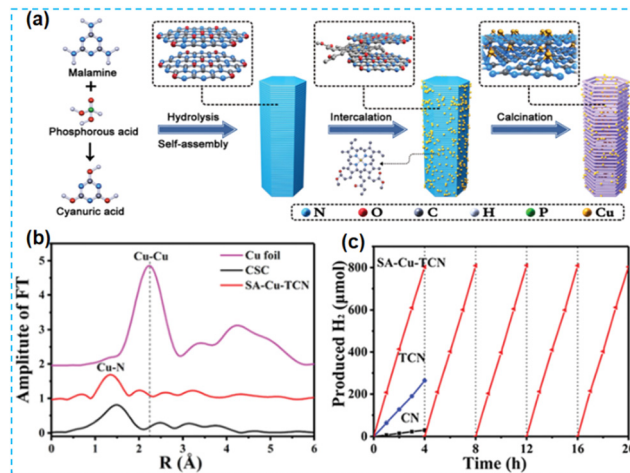 (a)
Malamine
+
Phosphorous acid
Cyanuric acid
Hydrolysis
Self-assembly
Intercalation
Calcination
N O C H P Cu
(b)
Amplitute of FT
5
4
3
2
1
0
Cu-Cu
Cu foil
CSC
SA-Cu-TCN
Cu-N
0 1 2 3 4 5 6
R (Å)
(c)
Produced H₂ (μmol)
800
600
400
200
0
SA-Cu-TCN
TCN
CN
0 4 8 12 16 20
Time (h)